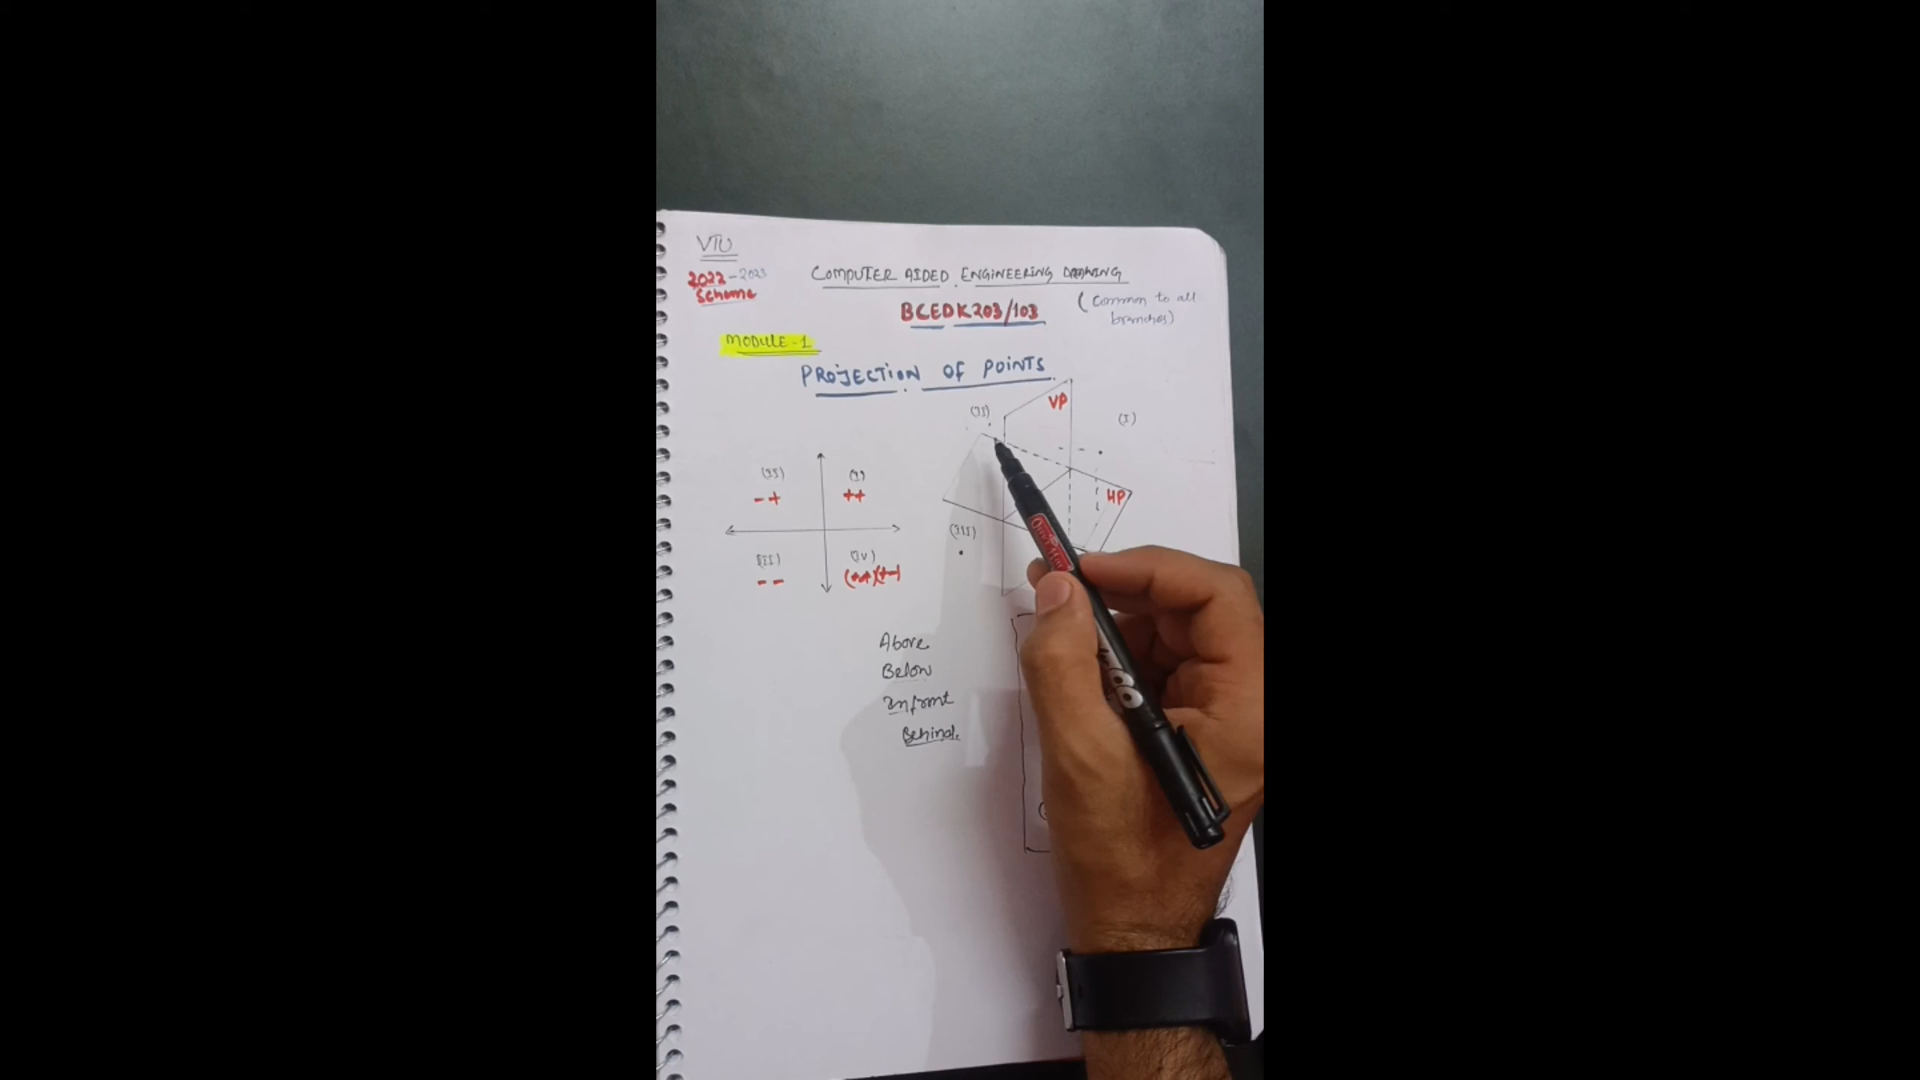 VTU
2022-2023
Scheme
COMPUTER AIDED ENGINEERING DRAWING
BCEDK203/103
(Common to all
branches)
MODULE-1
PROJECTION OF POINTS
VP
(II)
(I)
HP
(III)
(II)
(I)
-+
++
(III)
(IV)
--
(++)(+-)
Above
Below
Infront
Behind.